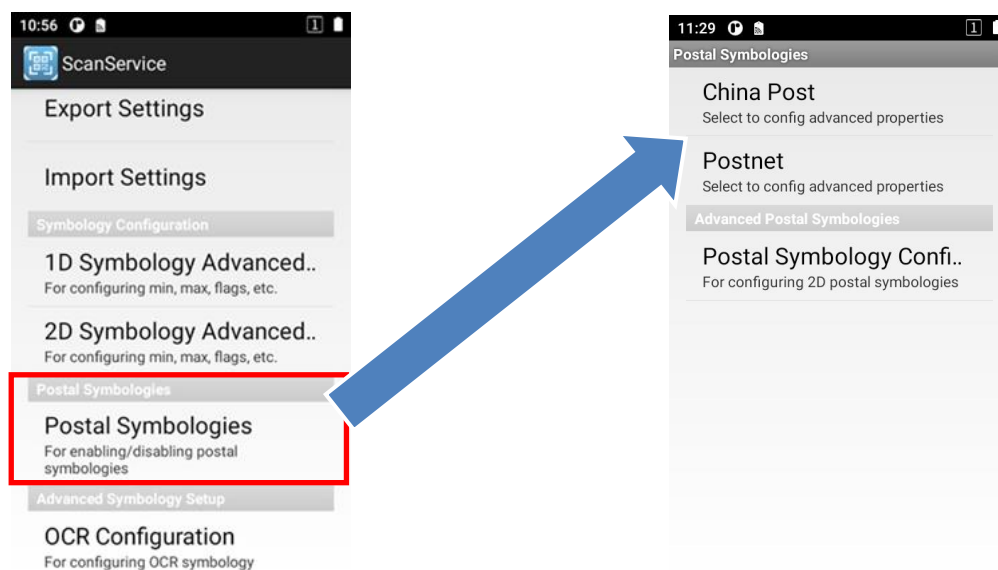 10:56
1
ScanService
Export Settings
Import Settings
Symbology Configuration
1D Symbology Advanced..
For configuring min, max, flags, etc.
2D Symbology Advanced..
For configuring min, max, flags, etc.
Postal Symbologies
Postal Symbologies
For enabling/disabling postal
symbologies
Advanced Symbology Setup
OCR Configuration
For configuring OCR symbology
11:29
1
Postal Symbologies
China Post
Select to config advanced properties
Postnet
Select to config advanced properties
Advanced Postal Symbologies
Postal Symbology Confi..
For configuring 2D postal symbologies